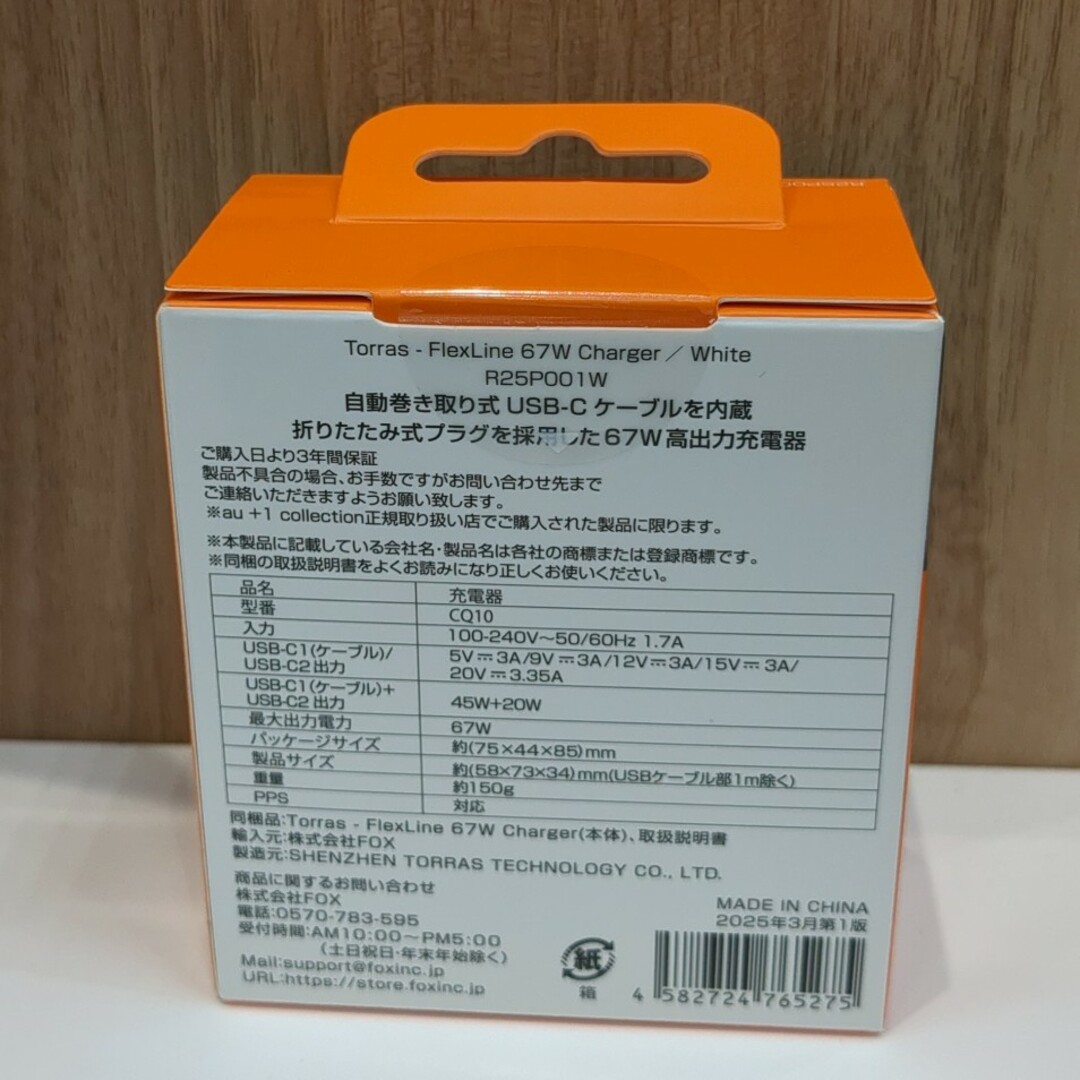 Torras - FlexLine 67W Charger／White
R25P001W
自動巻き取り式 USB-C ケーブルを内蔵
折りたたみ式プラグを採用した67W高出力充電器
ご購入日より3年間保証
製品不具合の場合、お手数ですがお問い合わせ先まで
ご連絡いただきますようお願い致します。
※au +1 collection正規取り扱い店でご購入された製品に限ります。
※本製品に記載している会社名・製品名は各社の商標または登録商標です。
※同梱の取扱説明書をよくお読みになり正しくお使いください。
品名 充電器
型番 CQ10
入力 100-240V～50/60Hz 1.7A
USB-C1(ケーブル)/ 5V⎓3A/9V⎓3A/12V⎓3A/15V⎓3A/
USB-C2 出力 20V⎓3.35A
USB-C1(ケーブル)+
USB-C2 出力 45W+20W
最大出力電力 67W
パッケージサイズ 約(75×44×85)mm
製品サイズ 約(58×73×34)mm(USBケーブル部1m除く)
重量 約150g
PPS 対応
同梱品:Torras - FlexLine 67W Charger(本体)、取扱説明書
輸入元:株式会社FOX
製造元:SHENZHEN TORRAS TECHNOLOGY CO., LTD.
商品に関するお問い合わせ
株式会社FOX
電話:0570-783-595
受付時間:AM10:00～PM5:00
(土日祝日・年末年始除く)
Mail:support@foxinc.jp
URL:https://store.foxinc.jp
MADE IN CHINA
2025年3月第1版
紙
箱
4 582724 765275